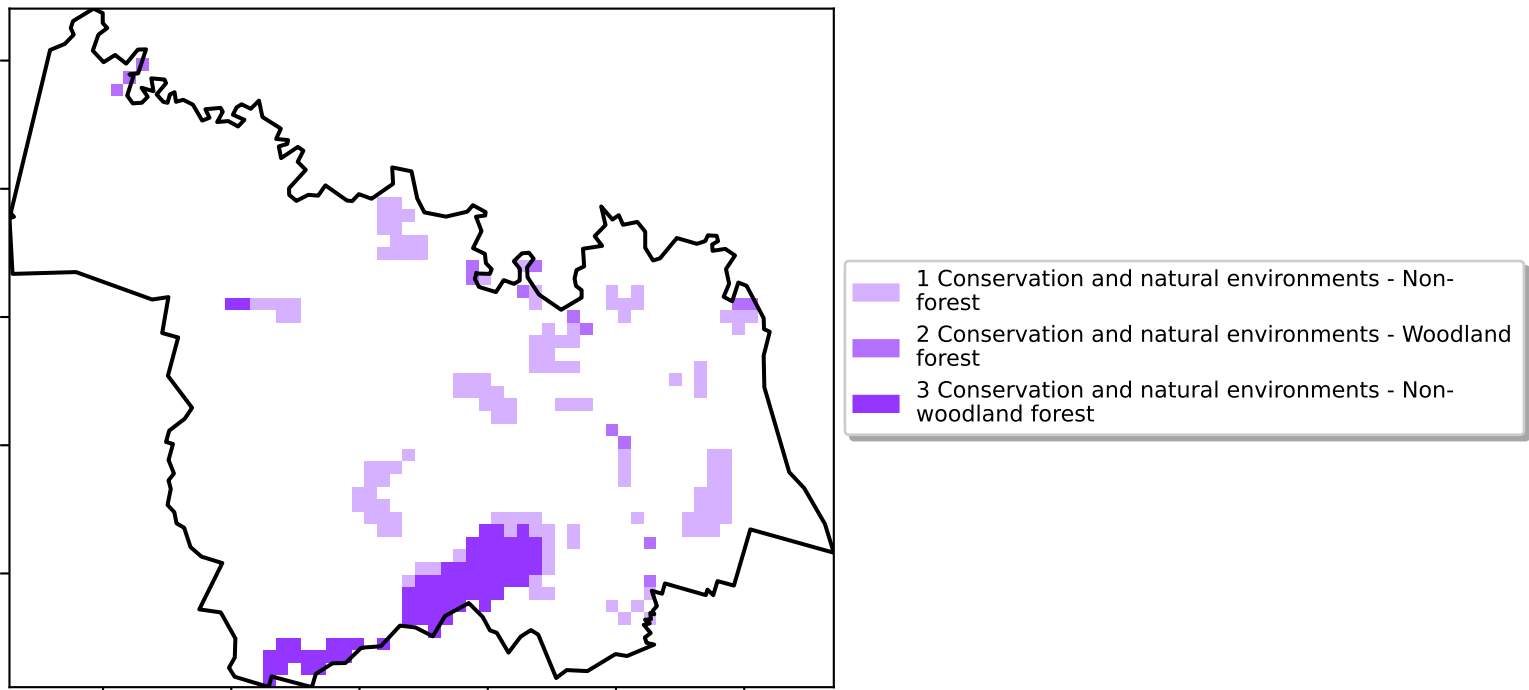 1 Conservation and natural environments - Non-
forest
2 Conservation and natural environments - Woodland
forest
3 Conservation and natural environments - Non-
woodland forest